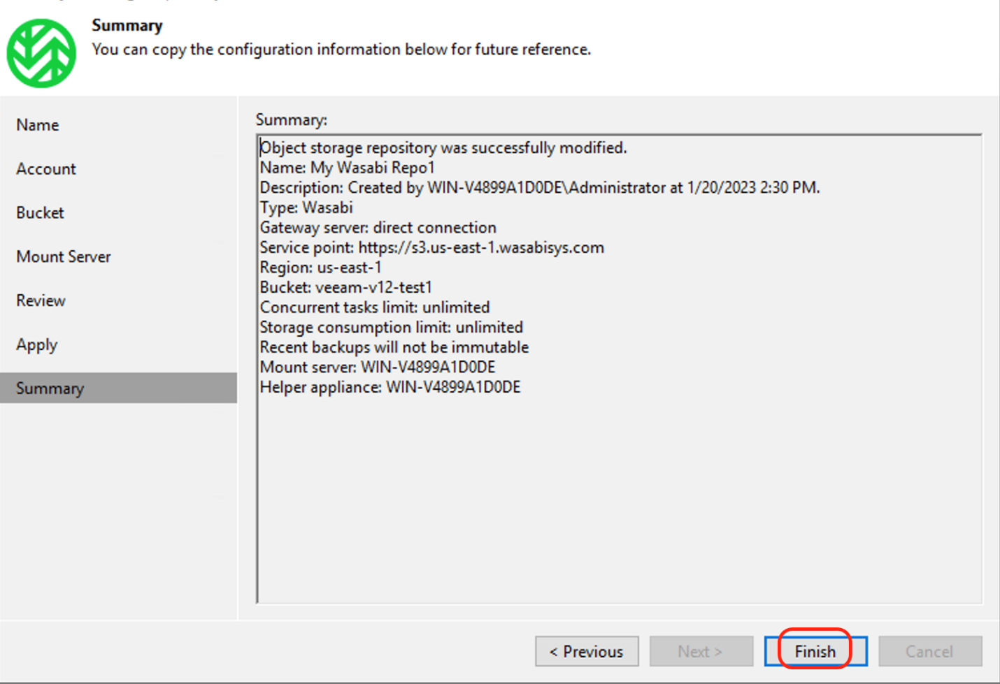 Summary
You can copy the configuration information below for future reference.
Name
Account
Bucket
Mount Server
Review
Apply
Summary
Summary:
Object storage repository was successfully modified.
Name: My Wasabi Repo1
Description: Created by WIN-V4899A1D0DE\Administrator at 1/20/2023 2:30 PM.
Type: Wasabi
Gateway server: direct connection
Service point: https://s3.us-east-1.wasabisys.com
Region: us-east-1
Bucket: veeam-v12-test1
Concurrent tasks limit: unlimited
Storage consumption limit: unlimited
Recent backups will not be immutable
Mount server: WIN-V4899A1D0DE
Helper appliance: WIN-V4899A1D0DE
< Previous
Next >
Finish
Cancel